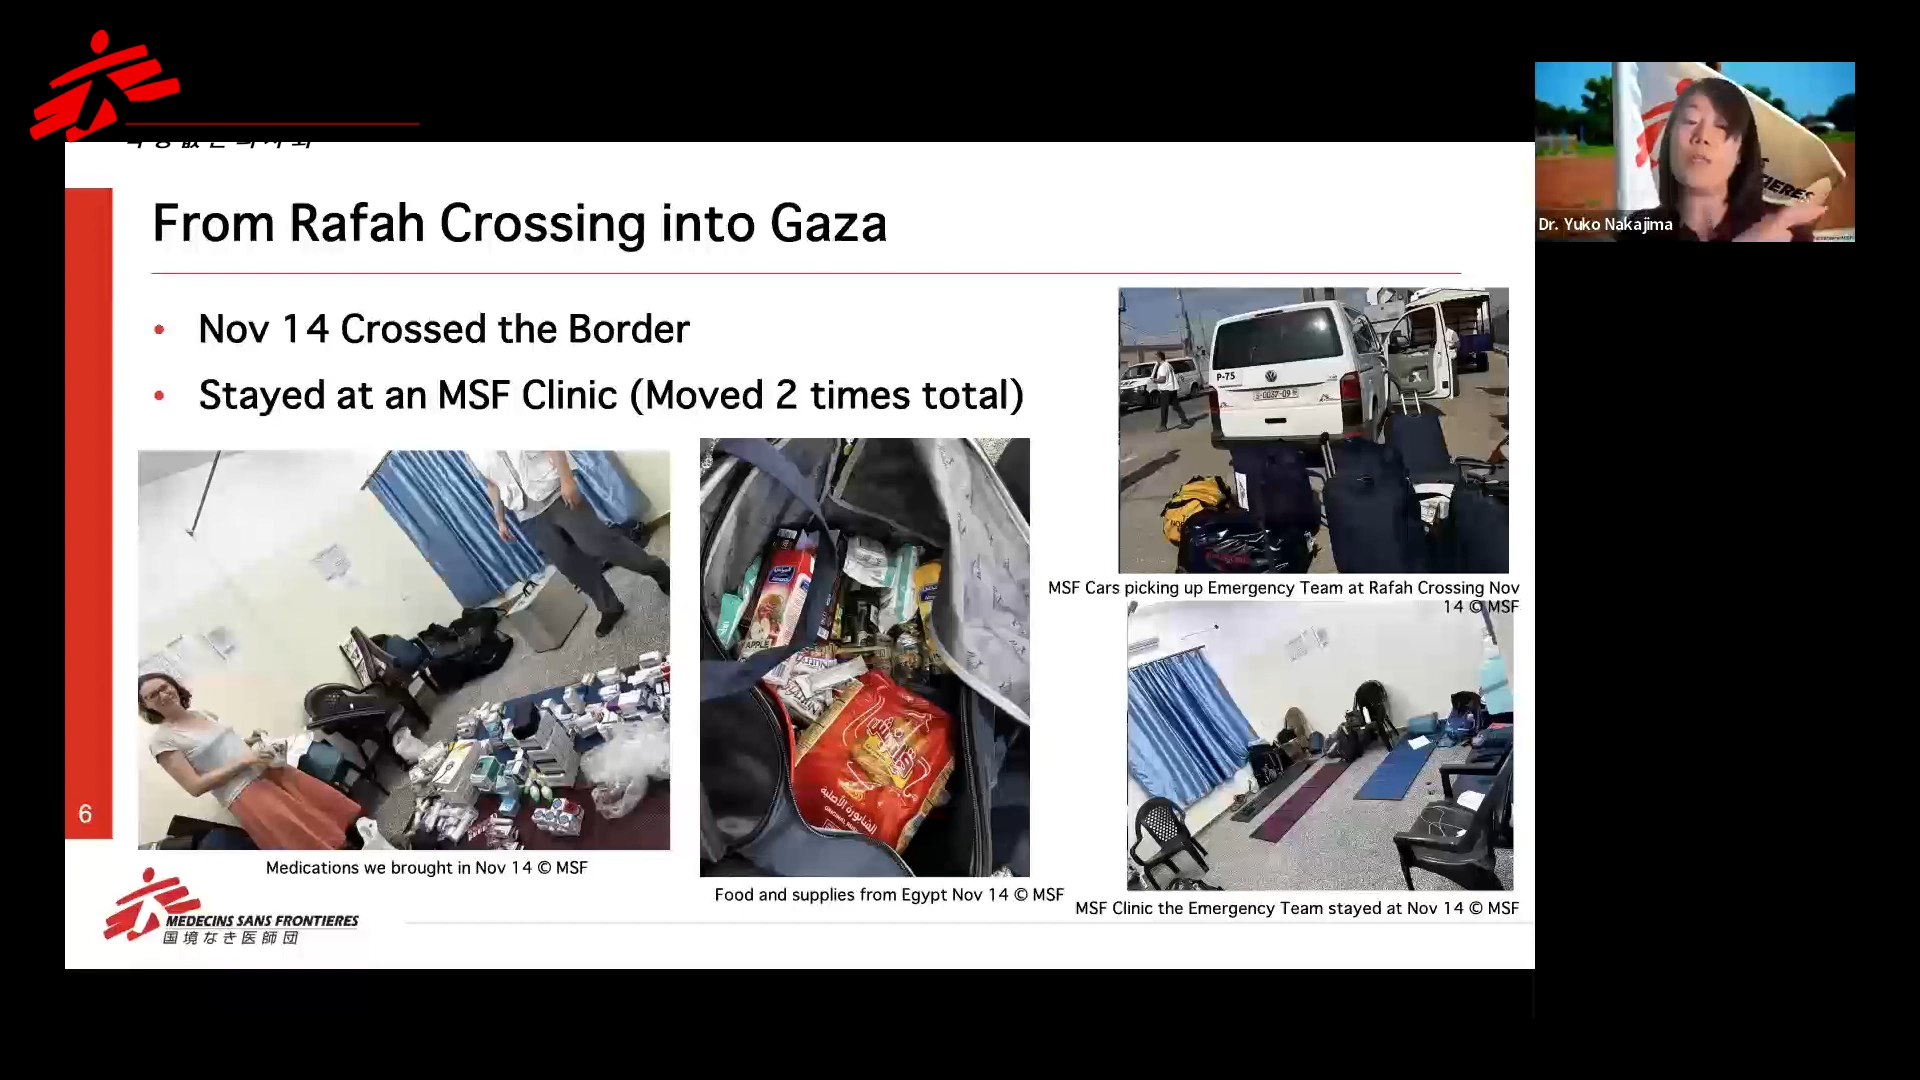 From Rafah Crossing into Gaza
• Nov 14 Crossed the Border
• Stayed at an MSF Clinic (Moved 2 times total)
P-75
MSF Cars picking up Emergency Team at Rafah Crossing Nov
14 © MSF
APPLE
Medications we brought in Nov 14 © MSF
Food and supplies from Egypt Nov 14 © MSF
MSF Clinic the Emergency Team stayed at Nov 14 © MSF
6
MEDECINS SANS FRONTIERES
国境なき医師団
Dr. Yuko Nakajima